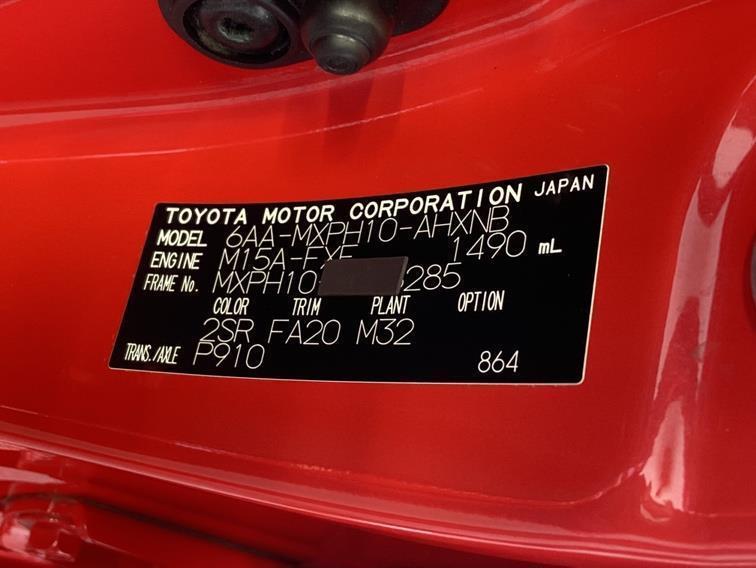 TOYOTA MOTOR CORPORATION JAPAN
MODEL 6AA-MXPH10-AHXNB
ENGINE M15A-FXE 1490 mL
FRAME No. MXPH10- 285
COLOR TRIM PLANT OPTION
2SR FA20 M32
TRANS./AXLE P910 864